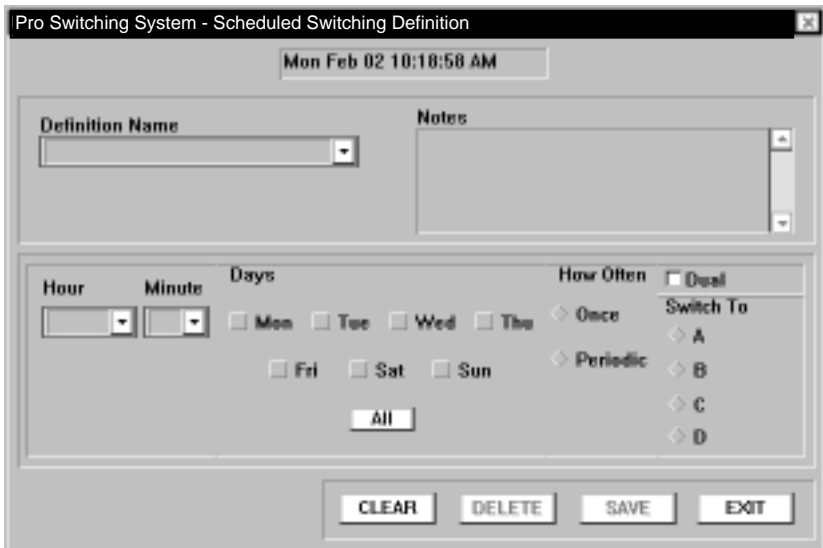 Pro Switching System - Scheduled Switching Definition
Mon Feb 02 10:18:58 AM
Definition Name
Notes
Hour
Minute
Days
How Often
Dual
Mon
Tue
Wed
Thu
Once
Switch To
A
Fri
Sat
Sun
Periodic
B
All
C
D
CLEAR
DELETE
SAVE
EXIT